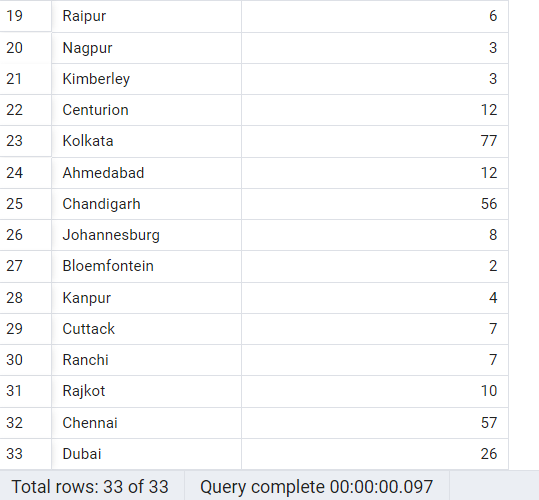 19 Raipur 6
20 Nagpur 3
21 Kimberley 3
22 Centurion 12
23 Kolkata 77
24 Ahmedabad 12
25 Chandigarh 56
26 Johannesburg 8
27 Bloemfontein 2
28 Kanpur 4
29 Cuttack 7
30 Ranchi 7
31 Rajkot 10
32 Chennai 57
33 Dubai 26
Total rows: 33 of 33 Query complete 00:00:00.097